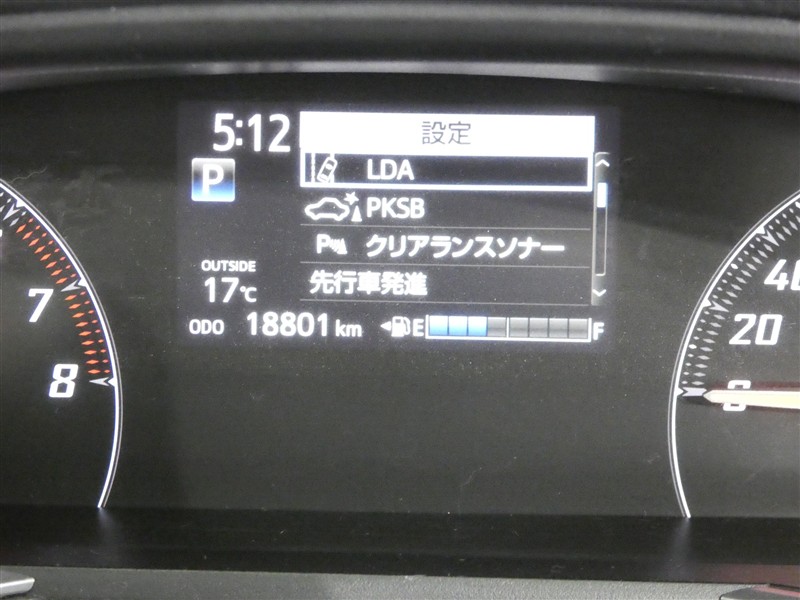 5:12 設定
P
LDA
PKSB
P クリアランスソナー
先行車発進
OUTSIDE
17℃
ODO 18801 km E F
7
8
40
20
0